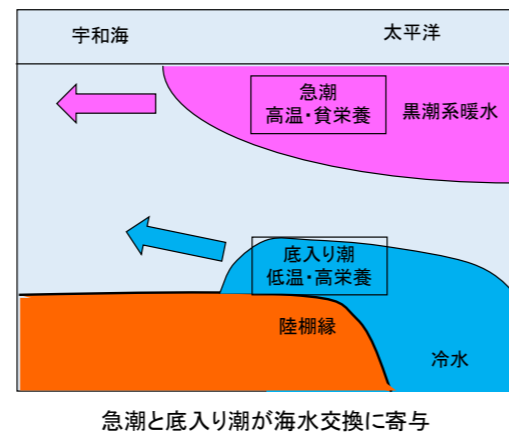 宇和海
太平洋
急潮
高温・貧栄養
黒潮系暖水
底入り潮
低温・高栄養
陸棚縁
冷水
急潮と底入り潮が海水交換に寄与